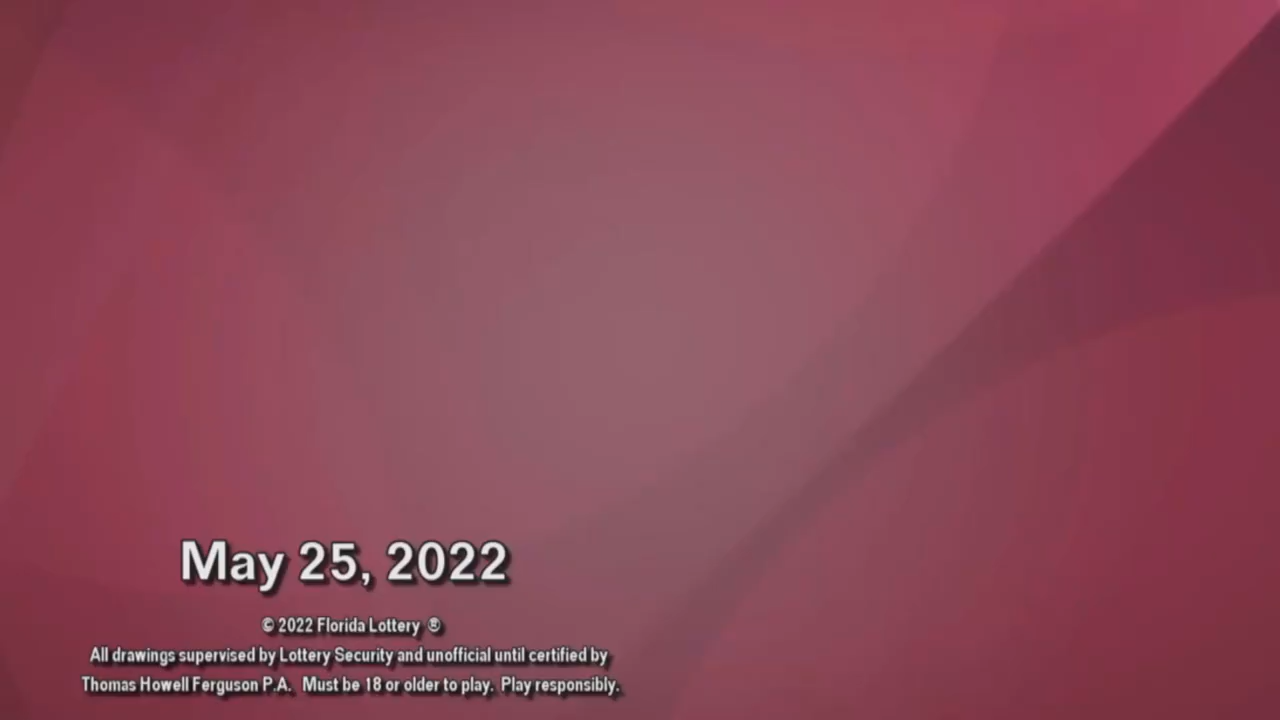 May 25, 2022
© 2022 Florida Lottery ®
All drawings supervised by Lottery Security and unofficial until certified by
Thomas Howell Ferguson P.A. Must be 18 or older to play. Play responsibly.